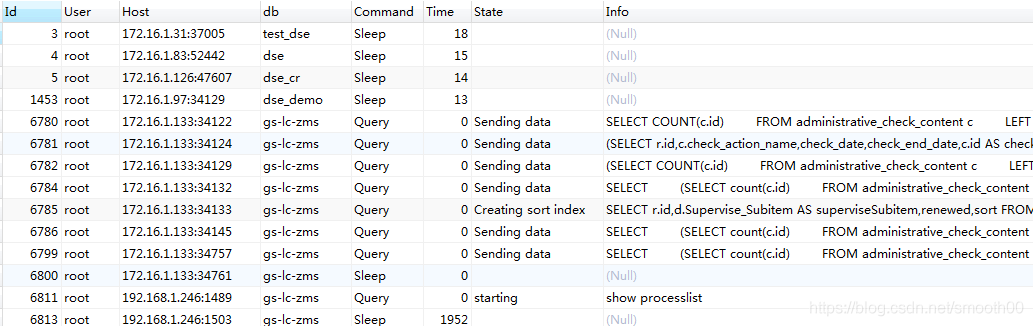 Id User Host db Command Time State Info
3 root 172.16.1.31:37005 test_dse Sleep 18 (Null)
4 root 172.16.1.83:52442 dse Sleep 15 (Null)
5 root 172.16.1.126:47607 dse_cr Sleep 14 (Null)
1453 root 172.16.1.97:34129 dse_demo Sleep 13 (Null)
6780 root 172.16.1.133:34122 gs-lc-zms Query 0 Sending data SELECT COUNT(c.id) FROM administrative_check_content c LEFT
6781 root 172.16.1.133:34124 gs-lc-zms Query 0 Sending data (SELECT r.id,c.check_action_name,check_date,check_end_date,c.id AS check
6782 root 172.16.1.133:34129 gs-lc-zms Query 0 Sending data (SELECT COUNT(c.id) FROM administrative_check_content c LEFT
6784 root 172.16.1.133:34132 gs-lc-zms Query 0 Sending data SELECT (SELECT count(c.id) FROM administrative_check_content
6785 root 172.16.1.133:34133 gs-lc-zms Query 0 Creating sort index SELECT r.id,d.Supervise_Subitem AS superviseSubitem,renewed,sort FROM
6786 root 172.16.1.133:34145 gs-lc-zms Query 0 Sending data SELECT (SELECT count(c.id) FROM administrative_check_content
6799 root 172.16.1.133:34757 gs-lc-zms Query 0 Sending data SELECT (SELECT count(c.id) FROM administrative_check_content
6800 root 172.16.1.133:34761 gs-lc-zms Sleep 0 (Null)
6811 root 192.168.1.246:1489 gs-lc-zms Query 0 starting show processlist
6813 root 192.168.1.246:1503 gs-lc-zms Sleep 1952 (Null)
https://blog.csdn.net/smooth00